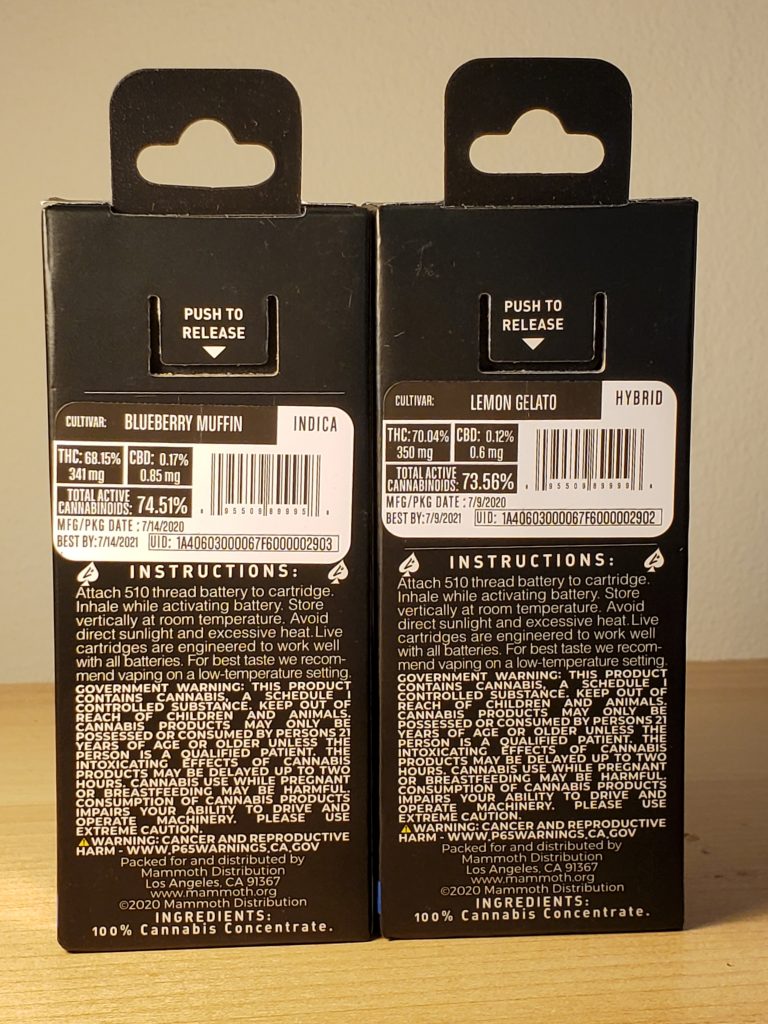 PUSH TO
RELEASE
CULTIVAR: BLUEBERRY MUFFIN INDICA
THC: 68.15% CBD: 0.17%
341 mg 0.85 mg
TOTAL ACTIVE
CANNABINOIDS: 74.51%
95509 89995
MFG/PKG DATE : 7/14/2020
BEST BY:7/14/2021 UID: 1A40603000067F6000002903
INSTRUCTIONS:
Attach 510 thread battery to cartridge.
Inhale while activating battery. Store
vertically at room temperature. Avoid
direct sunlight and excessive heat.Live
cartridges are engineered to work well
with all batteries. For best taste we recom-
mend vaping on a low-temperature setting.
GOVERNMENT WARNING: THIS PRODUCT
CONTAINS CANNABIS, A SCHEDULE I
CONTROLLED SUBSTANCE. KEEP OUT OF
REACH OF CHILDREN AND ANIMALS.
CANNABIS PRODUCTS MAY ONLY BE
POSSESSED OR CONSUMED BY PERSONS 21
YEARS OF AGE OR OLDER UNLESS THE
PERSON IS A QUALIFIED PATIENT. THE
INTOXICATING EFFECTS OF CANNABIS
PRODUCTS MAY BE DELAYED UP TO TWO
HOURS. CANNABIS USE WHILE PREGNANT
OR BREASTFEEDING MAY BE HARMFUL.
CONSUMPTION OF CANNABIS PRODUCTS
IMPAIRS YOUR ABILITY TO DRIVE AND
OPERATE MACHINERY. PLEASE USE
EXTREME CAUTION.
WARNING: CANCER AND REPRODUCTIVE
HARM - WWW.P65WARNINGS.CA.GOV
Packed for and distributed by
Mammoth Distribution
Los Angeles, CA 91367
www.mammoth.org
©2020 Mammoth Distribution
INGREDIENTS:
100% Cannabis Concentrate.
PUSH TO
RELEASE
CULTIVAR: LEMON GELATO HYBRID
THC:70.04% CBD: 0.12%
350 mg 0.6 mg
TOTAL ACTIVE
CANNABINOIDS: 73.56%
95509 89999
MFG/PKG DATE :7/9/2020
BEST BY:7/9/2021 UID: 1A40603000067F6000002902
INSTRUCTIONS:
Attach 510 thread battery to cartridge.
Inhale while activating battery. Store
vertically at room temperature. Avoid
direct sunlight and excessive heat.Live
cartridges are engineered to work well
with all batteries. For best taste we recom-
mend vaping on a low-temperature setting.
GOVERNMENT WARNING: THIS PRODUCT
CONTAINS CANNABIS, A SCHEDULE I
CONTROLLED SUBSTANCE. KEEP OUT OF
REACH OF CHILDREN AND ANIMALS.
CANNABIS PRODUCTS MAY ONLY BE
POSSESSED OR CONSUMED BY PERSONS 21
YEARS OF AGE OR OLDER UNLESS THE
PERSON IS A QUALIFIED PATIENT. THE
INTOXICATING EFFECTS OF CANNABIS
PRODUCTS MAY BE DELAYED UP TO TWO
HOURS. CANNABIS USE WHILE PREGNANT
OR BREASTFEEDING MAY BE HARMFUL.
CONSUMPTION OF CANNABIS PRODUCTS
IMPAIRS YOUR ABILITY TO DRIVE AND
OPERATE MACHINERY. PLEASE USE
EXTREME CAUTION.
WARNING: CANCER AND REPRODUCTIVE
HARM - WWW.P65WARNINGS.CA.GOV
Packed for and distributed by
Mammoth Distribution
Los Angeles, CA 91367
www.mammoth.org
©2020 Mammoth Distribution
INGREDIENTS:
100% Cannabis Concentrate.